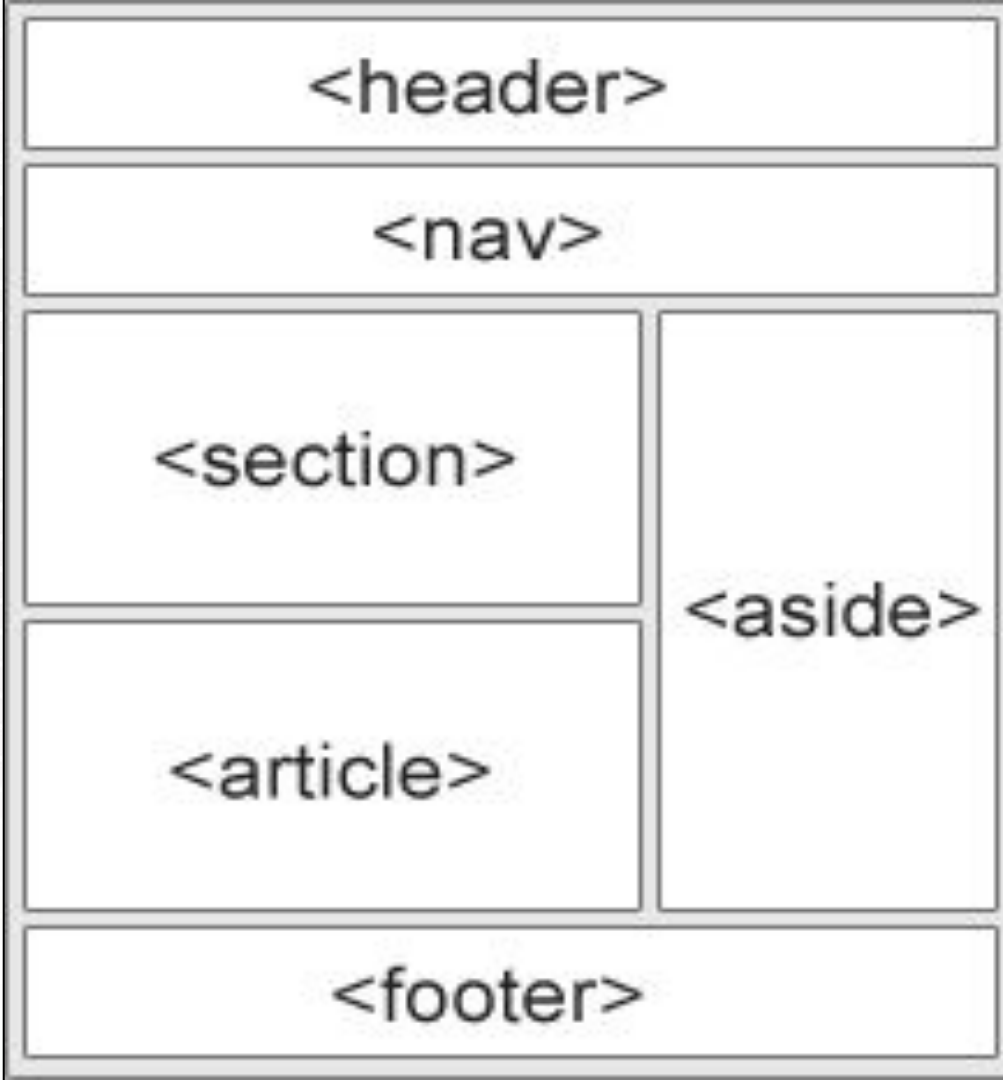 <header>
<nav>
<section>
<aside>
<article>
<footer>